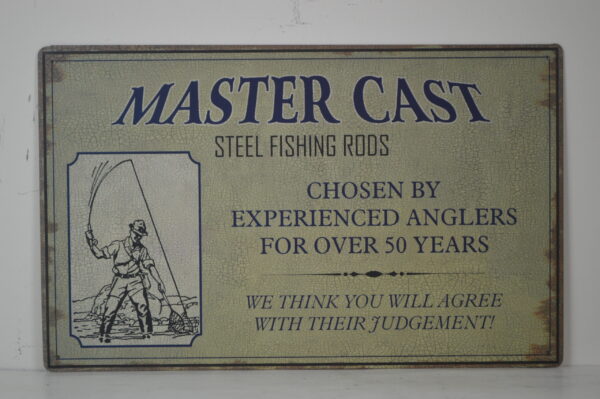 MASTER CAST
STEEL FISHING RODS
CHOSEN BY
EXPERIENCED ANGLERS
FOR OVER 50 YEARS
WE THINK YOU WILL AGREE
WITH THEIR JUDGEMENT!